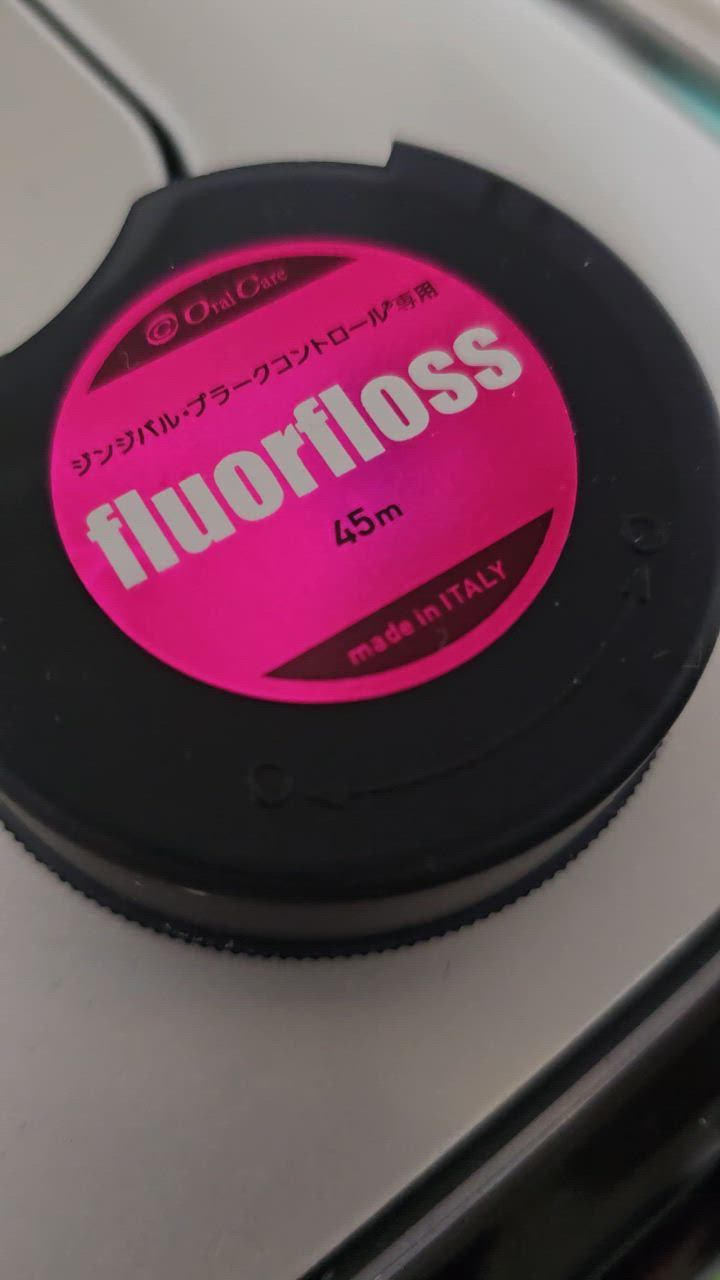 Oral Care
ジンジバル・プラークコントロール®専用
fluorfloss
45m
made in ITALY